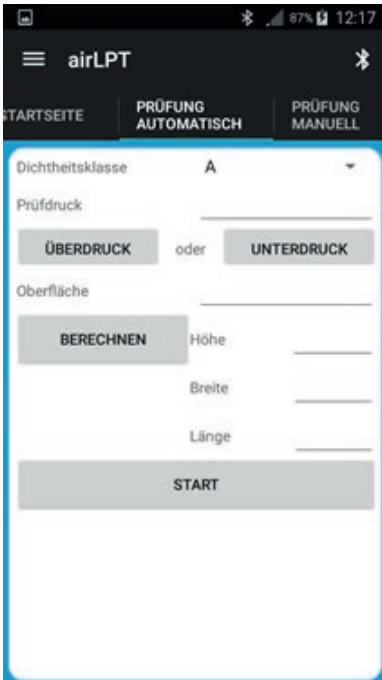 87% 12:17
airLPT
STARTSEITE PRÜFUNG AUTOMATISCH PRÜFUNG MANUELL
Dichtheitsklasse A
Prüfdruck
ÜBERDRUCK oder UNTERDRUCK
Oberfläche
BERECHNEN Höhe
Breite
Länge
START